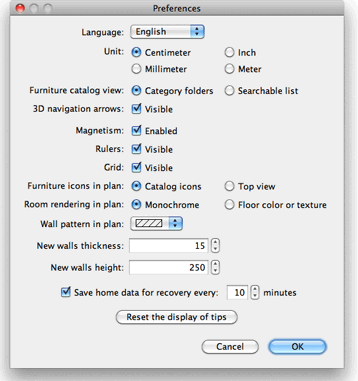 Preferences
Language: English
Unit: Centimeter Inch
Millimeter Meter
Furniture catalog view: Category folders Searchable list
3D navigation arrows: Visible
Magnetism: Enabled
Rulers: Visible
Grid: Visible
Furniture icons in plan: Catalog icons Top view
Room rendering in plan: Monochrome Floor color or texture
Wall pattern in plan:
New walls thickness: 15
New walls height: 250
Save home data for recovery every: 10 minutes
Reset the display of tips
Cancel OK